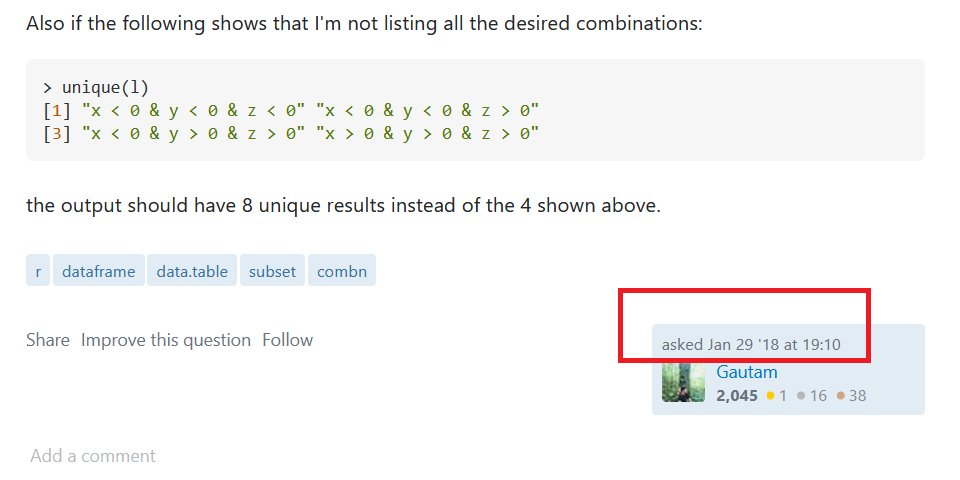 Also if the following shows that I'm not listing all the desired combinations:
> unique(l)
[1] "x < 0 & y < 0 & z < 0" "x < 0 & y < 0 & z > 0"
[3] "x < 0 & y > 0 & z > 0" "x > 0 & y > 0 & z > 0"
the output should have 8 unique results instead of the 4 shown above.
r dataframe data.table subset combn
Share Improve this question Follow
asked Jan 29 '18 at 19:10
Gautam
2,045 1 16 38
Add a comment